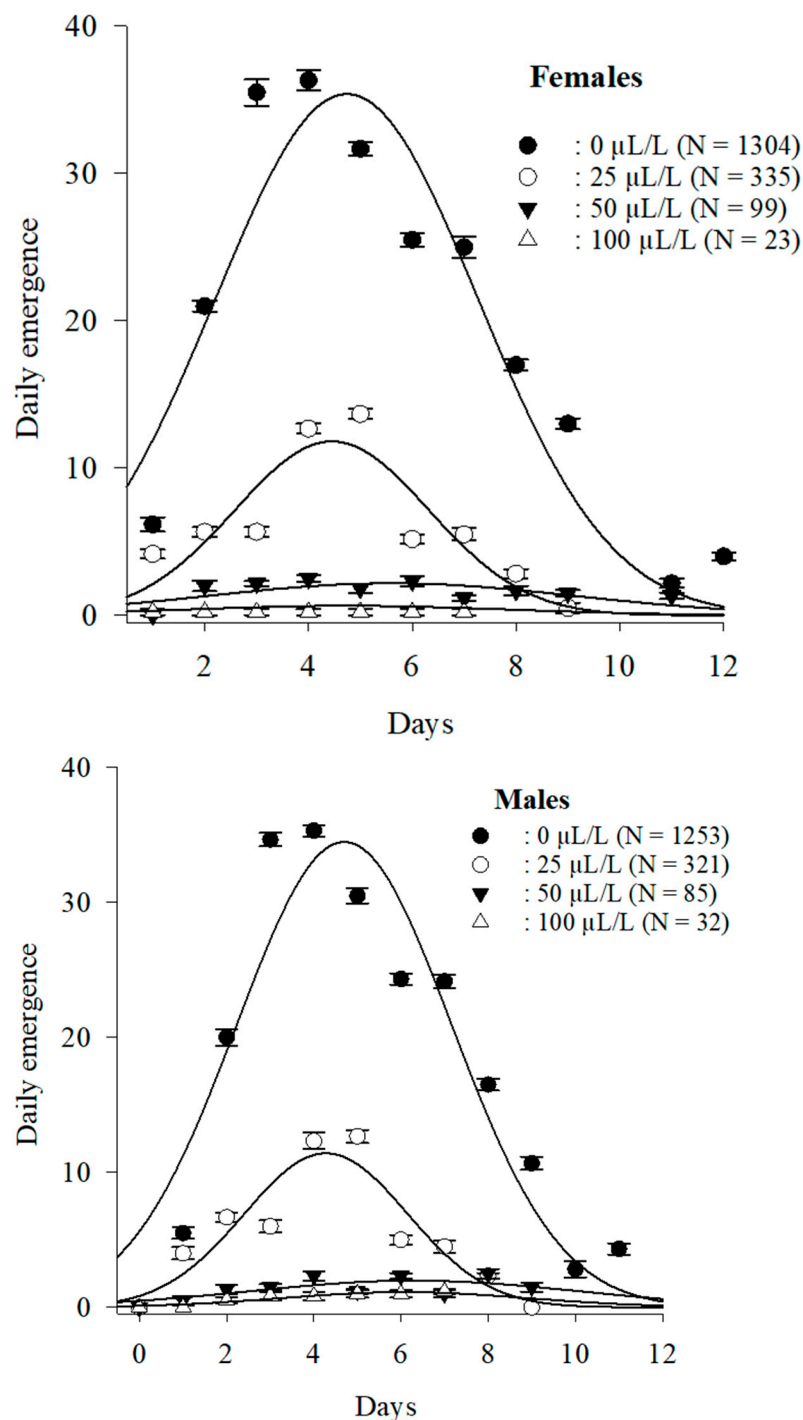 Females
: 0 µL/L (N = 1304)
: 25 µL/L (N = 335)
: 50 µL/L (N = 99)
: 100 µL/L (N = 23)
40
30
20
10
0
Daily emergence
2 4 6 8 10 12
Days
Males
: 0 µL/L (N = 1253)
: 25 µL/L (N = 321)
: 50 µL/L (N = 85)
: 100 µL/L (N = 32)
40
30
20
10
0
Daily emergence
0 2 4 6 8 10 12
Days